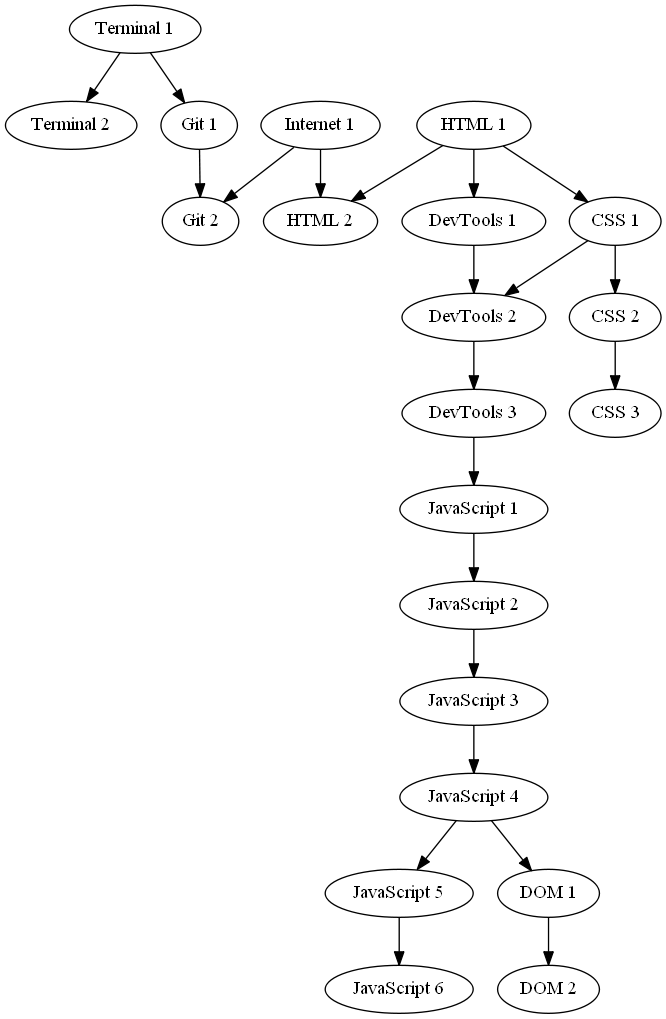 Terminal 1
Terminal 2
Git 1
Internet 1
HTML 1
Git 2
HTML 2
DevTools 1
CSS 1
DevTools 2
CSS 2
DevTools 3
CSS 3
JavaScript 1
JavaScript 2
JavaScript 3
JavaScript 4
JavaScript 5
DOM 1
JavaScript 6
DOM 2